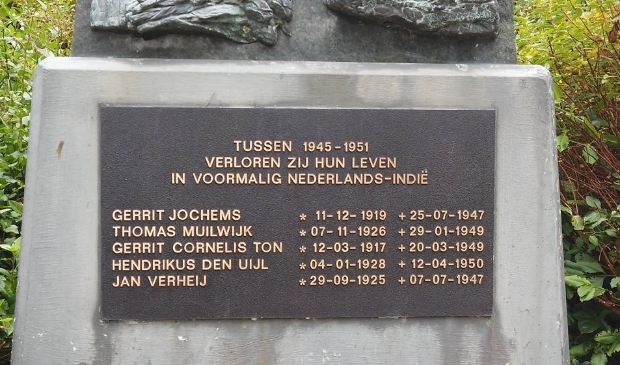 TUSSEN 1945-1951
VERLOREN ZIJ HUN LEVEN
IN VOORMALIG NEDERLANDS-INDIË
GERRIT JOCHEMS * 11-12-1919 + 25-07-1947
THOMAS MUILWIJK * 07-11-1926 + 29-01-1949
GERRIT CORNELIS TON * 12-03-1917 + 20-03-1949
HENDRIKUS DEN UIJL * 04-01-1928 + 12-04-1950
JAN VERHEIJ * 29-09-1925 + 07-07-1947